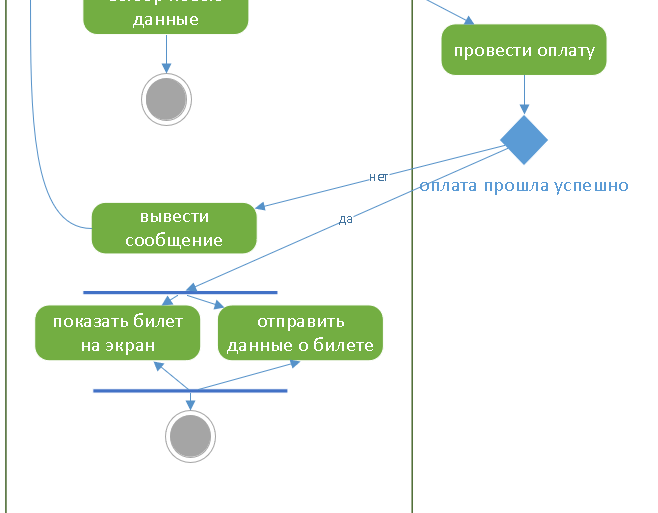 данные
провести оплату
оплата прошла успешно
нет
да
вывести
сообщение
показать билет
на экран
отправить
данные о билете